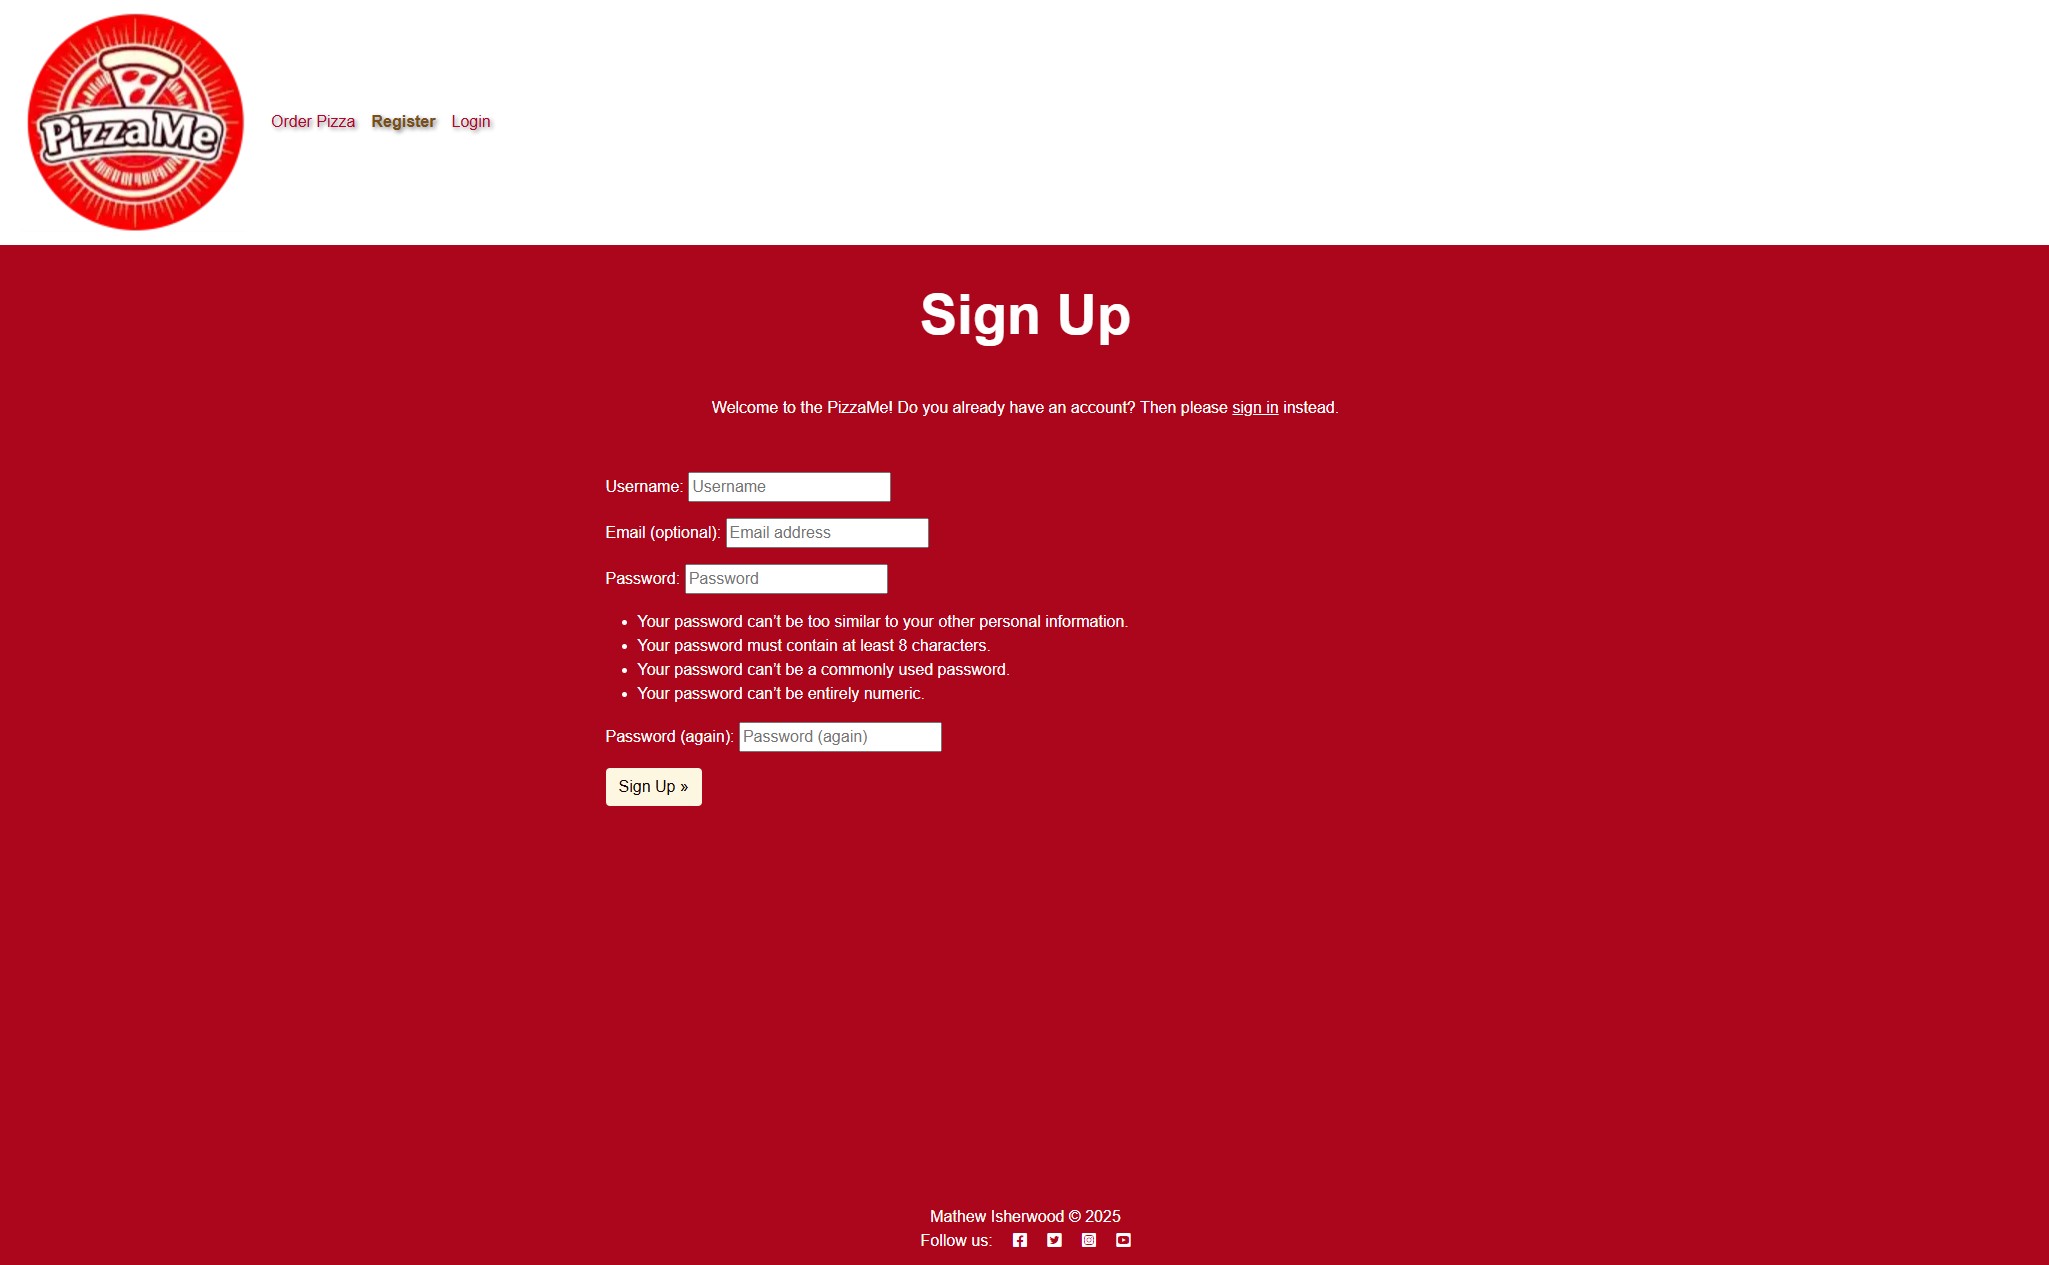 PizzaMe
Order Pizza Register Login
Sign Up
Welcome to the PizzaMe! Do you already have an account? Then please sign in instead.
Username: Username
Email (optional): Email address
Password: Password
• Your password can’t be too similar to your other personal information.
• Your password must contain at least 8 characters.
• Your password can’t be a commonly used password.
• Your password can’t be entirely numeric.
Password (again): Password (again)
Sign Up »
Mathew Isherwood © 2025
Follow us: